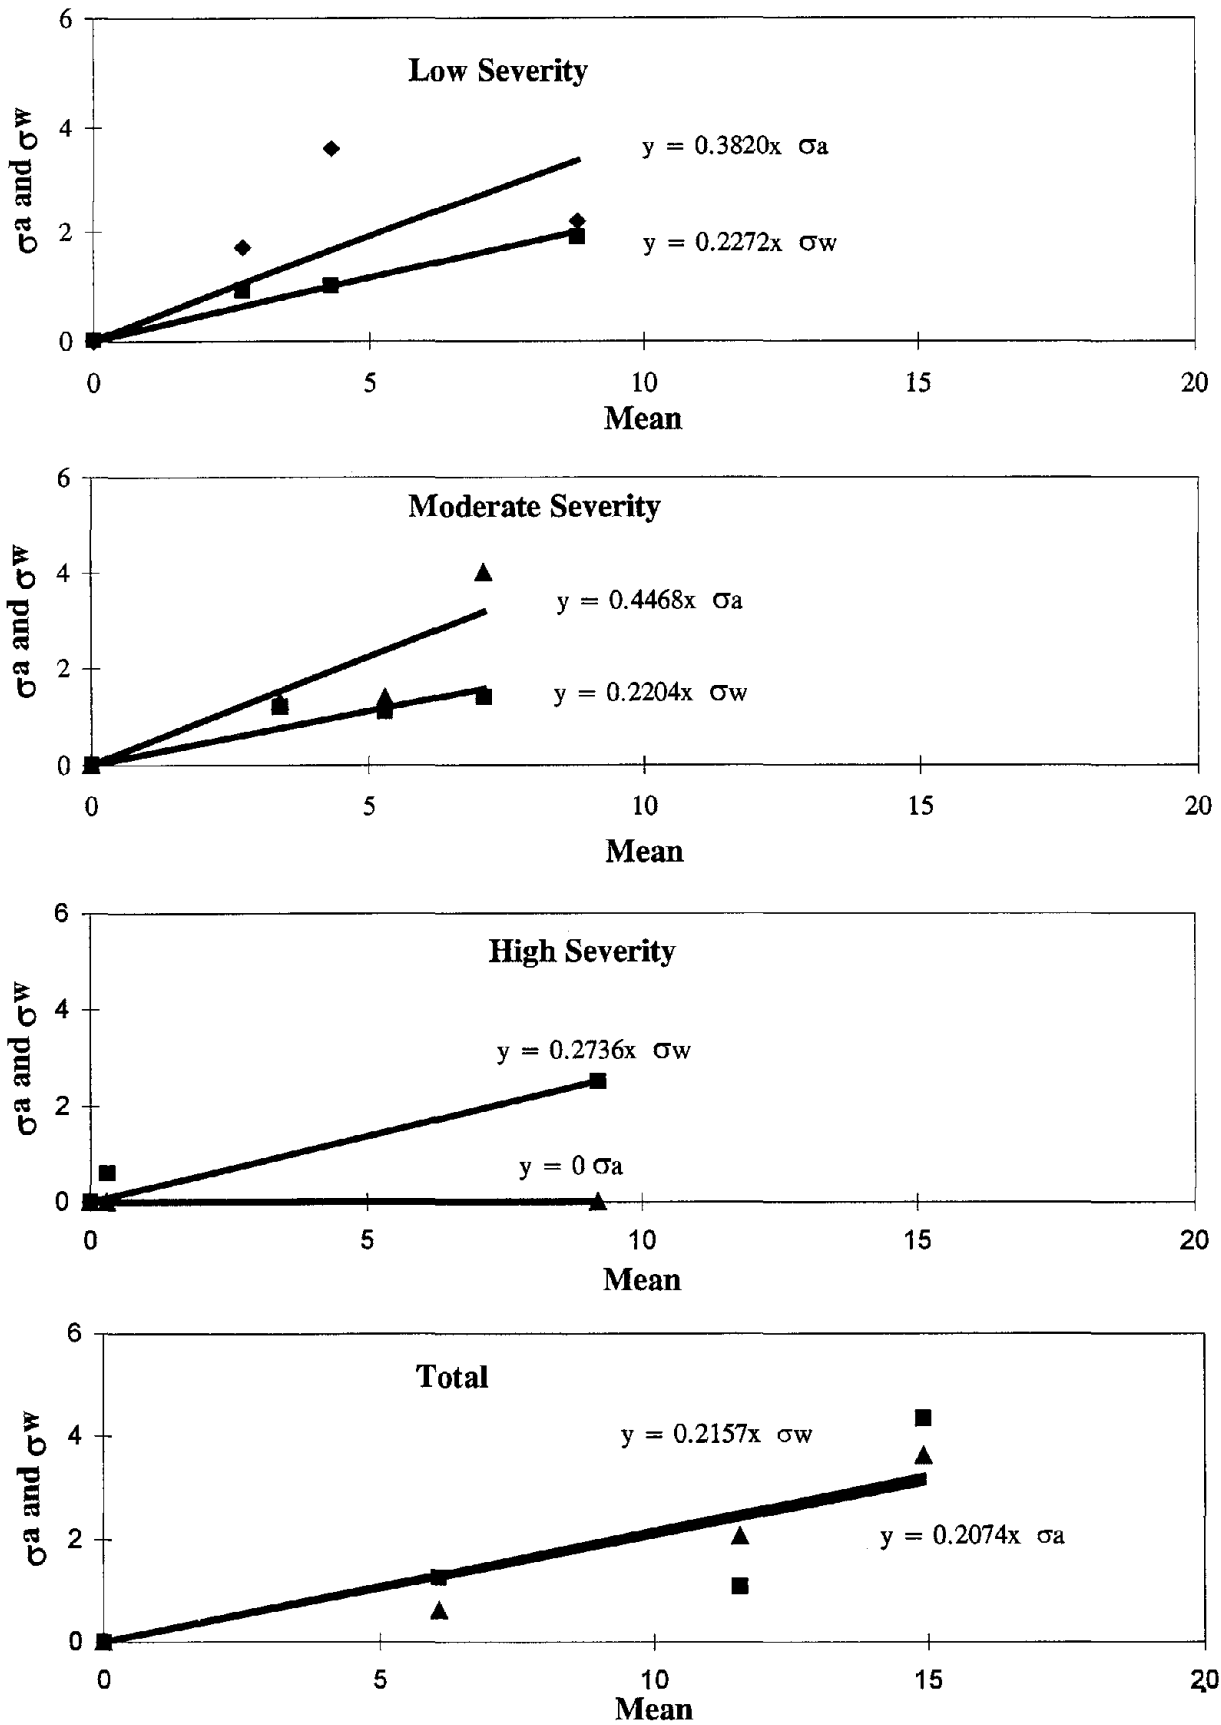 6
Low Severity
4
y = 0.3820x σa
σa and σw
2
y = 0.2272x σw
0
0 5 10 15 20
Mean
6
Moderate Severity
4
y = 0.4468x σa
σa and σw
2
y = 0.2204x σw
0
0 5 10 15 20
Mean
6
High Severity
4
y = 0.2736x σw
σa and σw
2
y = 0 σa
0
0 5 10 15 20
Mean
6
Total
4
y = 0.2157x σw
σa and σw
2
y = 0.2074x σa
0
0 5 10 15 20
Mean